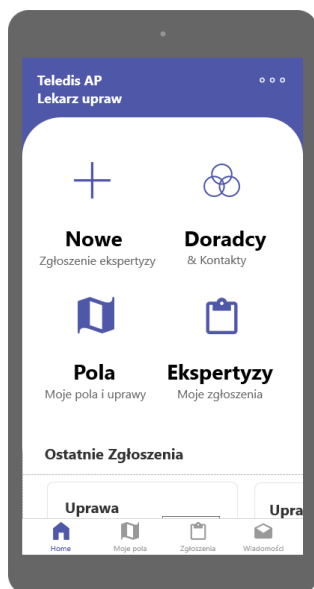 Teledis AP
Lekarz upraw
Nowe
Zgłoszenie ekspertyzy
Doradcy
& Kontakty
Pola
Moje pola i uprawy
Ekspertyzy
Moje zgłoszenia
Ostatnie Zgłoszenia
Uprawa
Upra
Home
Moje pola
Zgłoszenia
Wiadomości